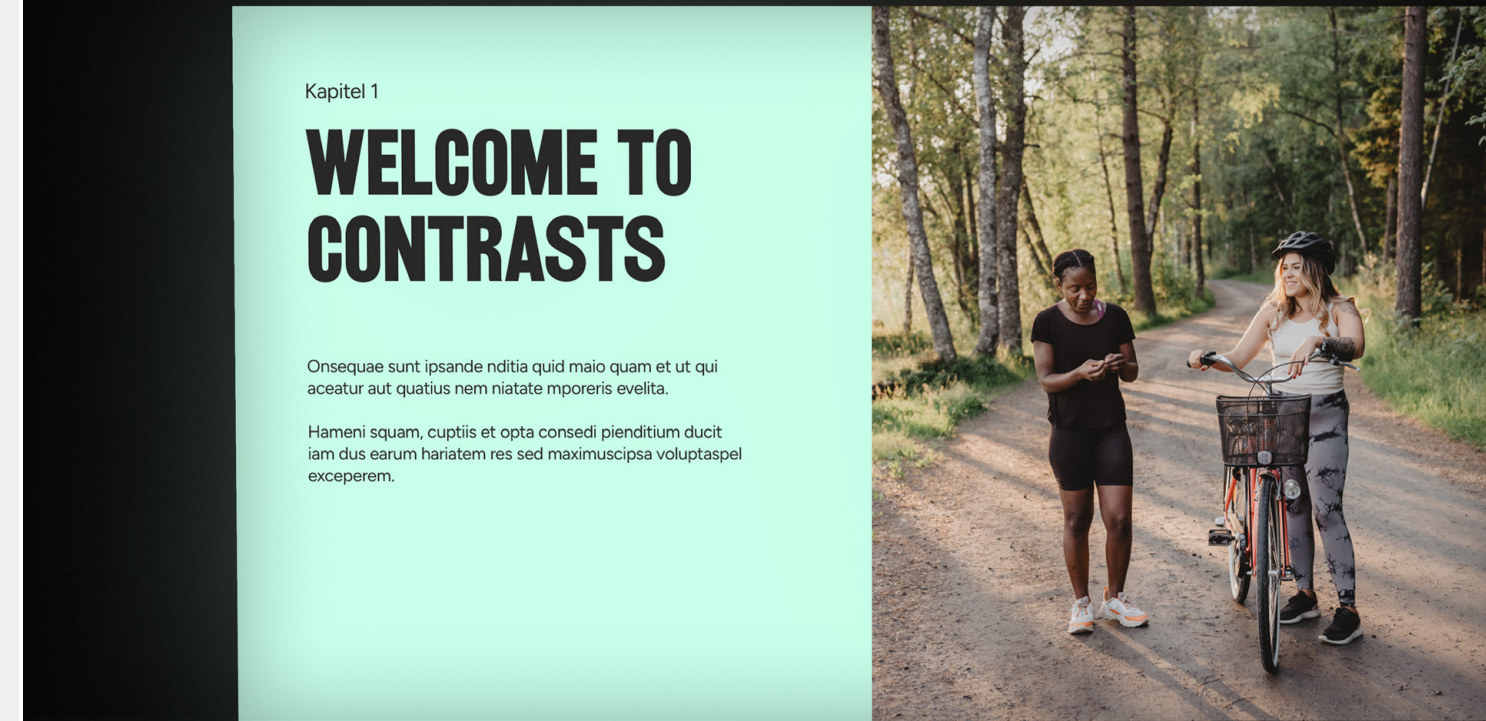 Kapitel 1
WELCOME TO
CONTRASTS
Onsequae sunt ipsande nditia quid maio quam et ut qui
aceatur aut quatius nem niatate mporeris evelita.
Hameni squam, cuptiis et opta consedi pienditium ducit
iam dus earum hariatem res sed maximuscipsa voluptaspel
exceperem.